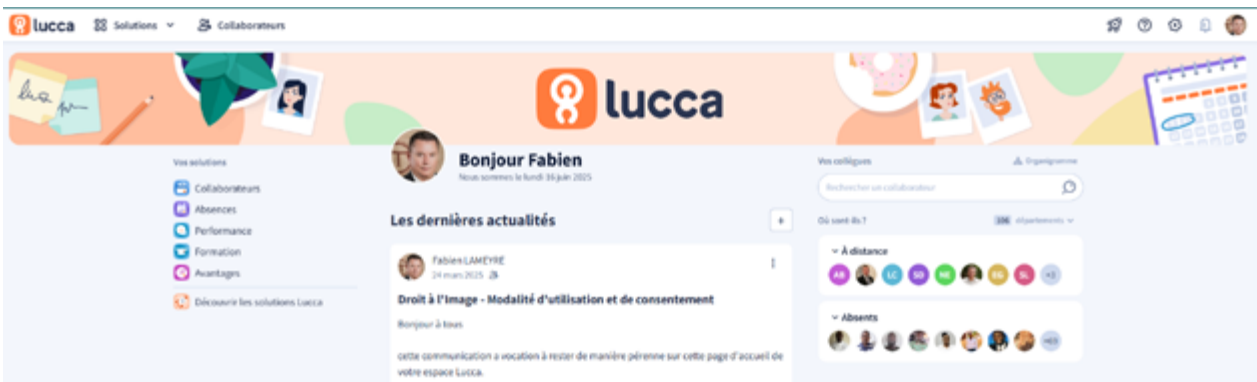 lucca
Solutions
Collaborateurs
lucca
Bonjour Fabien
Nous sommes le lundi 16 juin 2025
Vos solutions
Collaborateurs
Absences
Performance
Formation
Avantages
Découvrir les solutions Lucca
Les dernières actualités
+
Fabien LAMEYRE
24 mars 2025
Droit à l'Image - Modalité d'utilisation et de consentement
Bonjour à tous
cette communication a vocation à rester de manière pérenne sur cette page d'accueil de
votre espace Lucca.
Vos collègues
Organigramme
Rechercher un collaborateur
Où sont-ils ?
106 départements
À distance
AB
LC
SD
NE
EG
SL
+2
Absents